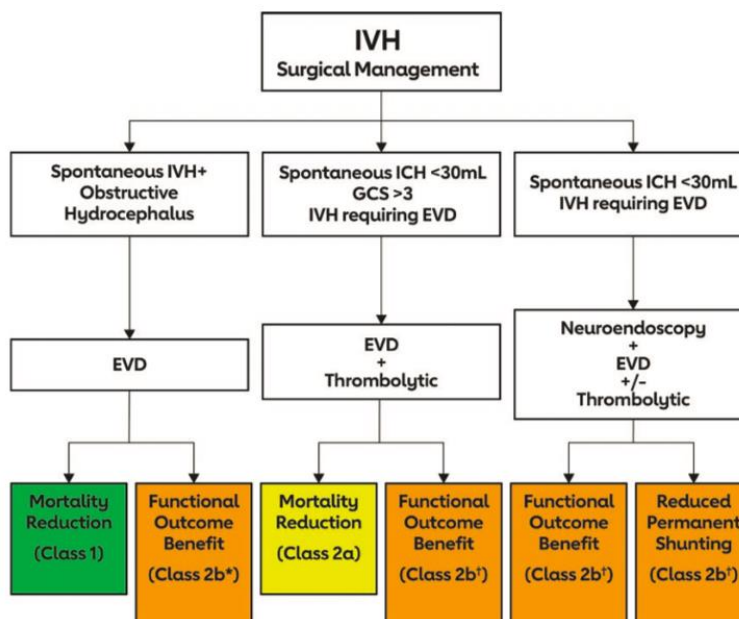 IVH
Surgical Management
Spontaneous IVH+
Obstructive
Hydrocephalus
Spontaneous ICH <30mL
GCS >3
IVH requiring EVD
Spontaneous ICH <30mL
IVH requiring EVD
EVD
EVD
+
Thrombolytic
Neuroendoscopy
+
EVD
+/-
Thrombolytic
Mortality
Reduction
(Class 1)
Functional
Outcome
Benefit
(Class 2b*)
Mortality
Reduction
(Class 2a)
Functional
Outcome
Benefit
(Class 2b†)
Functional
Outcome
Benefit
(Class 2b†)
Reduced
Permanent
Shunting
(Class 2b†)